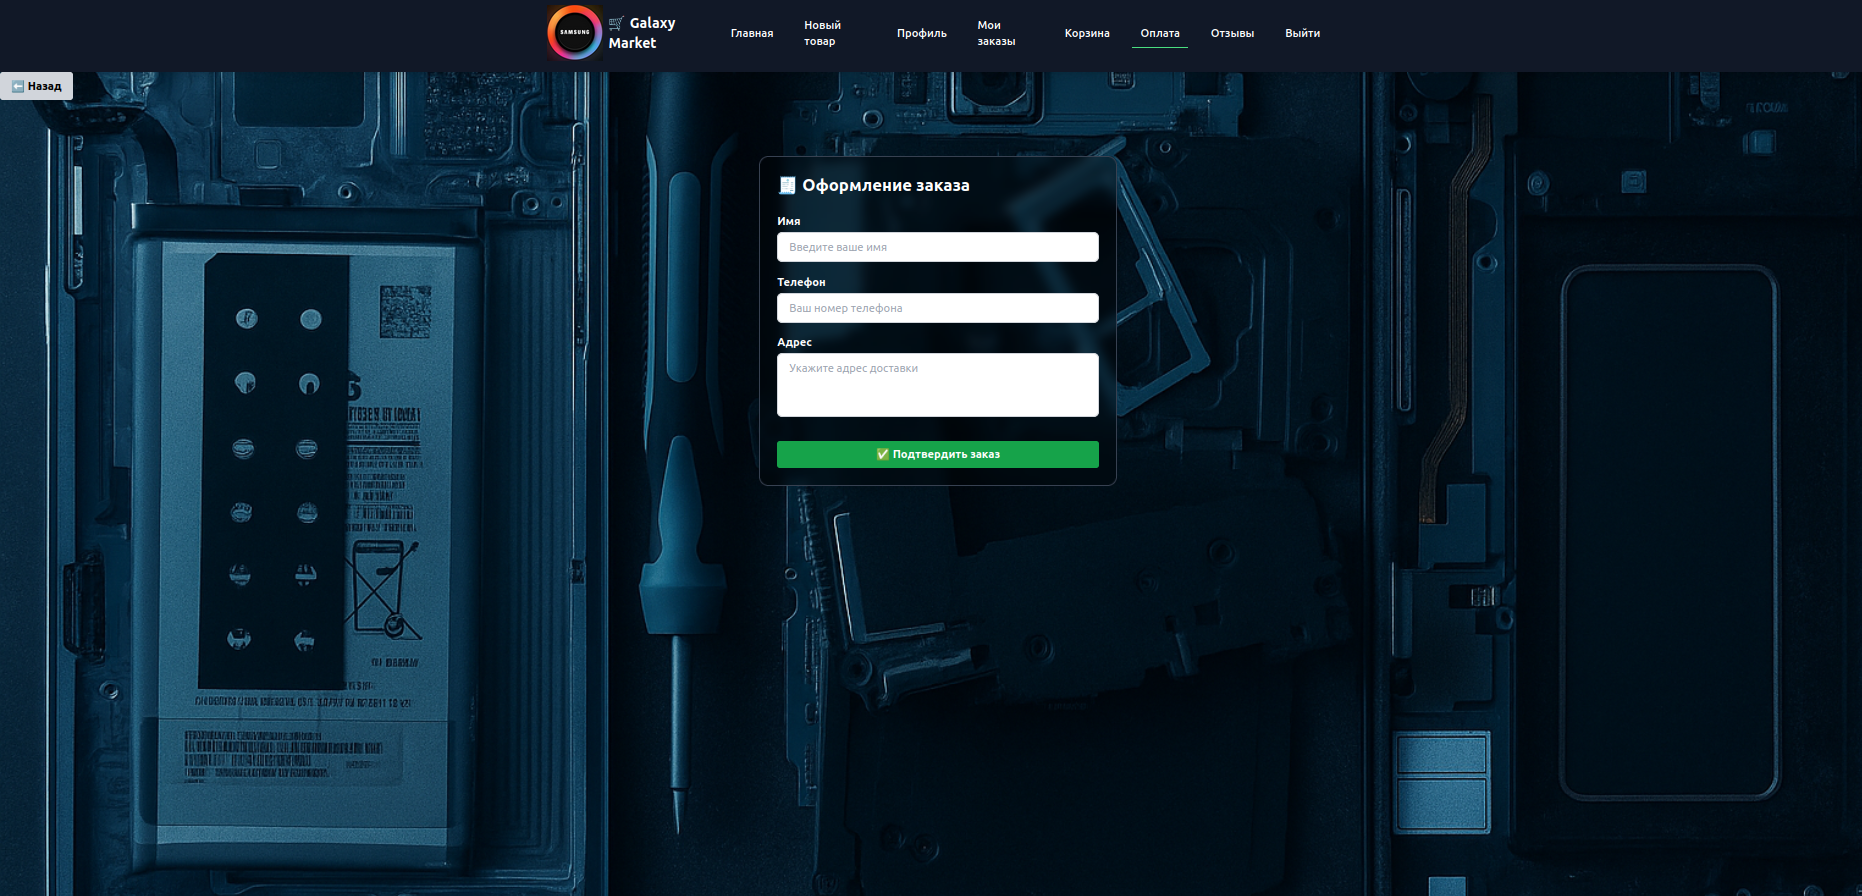 SAMSUNG
🛒 Galaxy
Market
Главная
Новый
товар
Профиль
Мои
заказы
Корзина
Оплата
Отзывы
Выйти
⬅️ Назад
🧾 Оформление заказа
Имя
Введите ваше имя
Телефон
Ваш номер телефона
Адрес
Укажите адрес доставки
✅ Подтвердить заказ